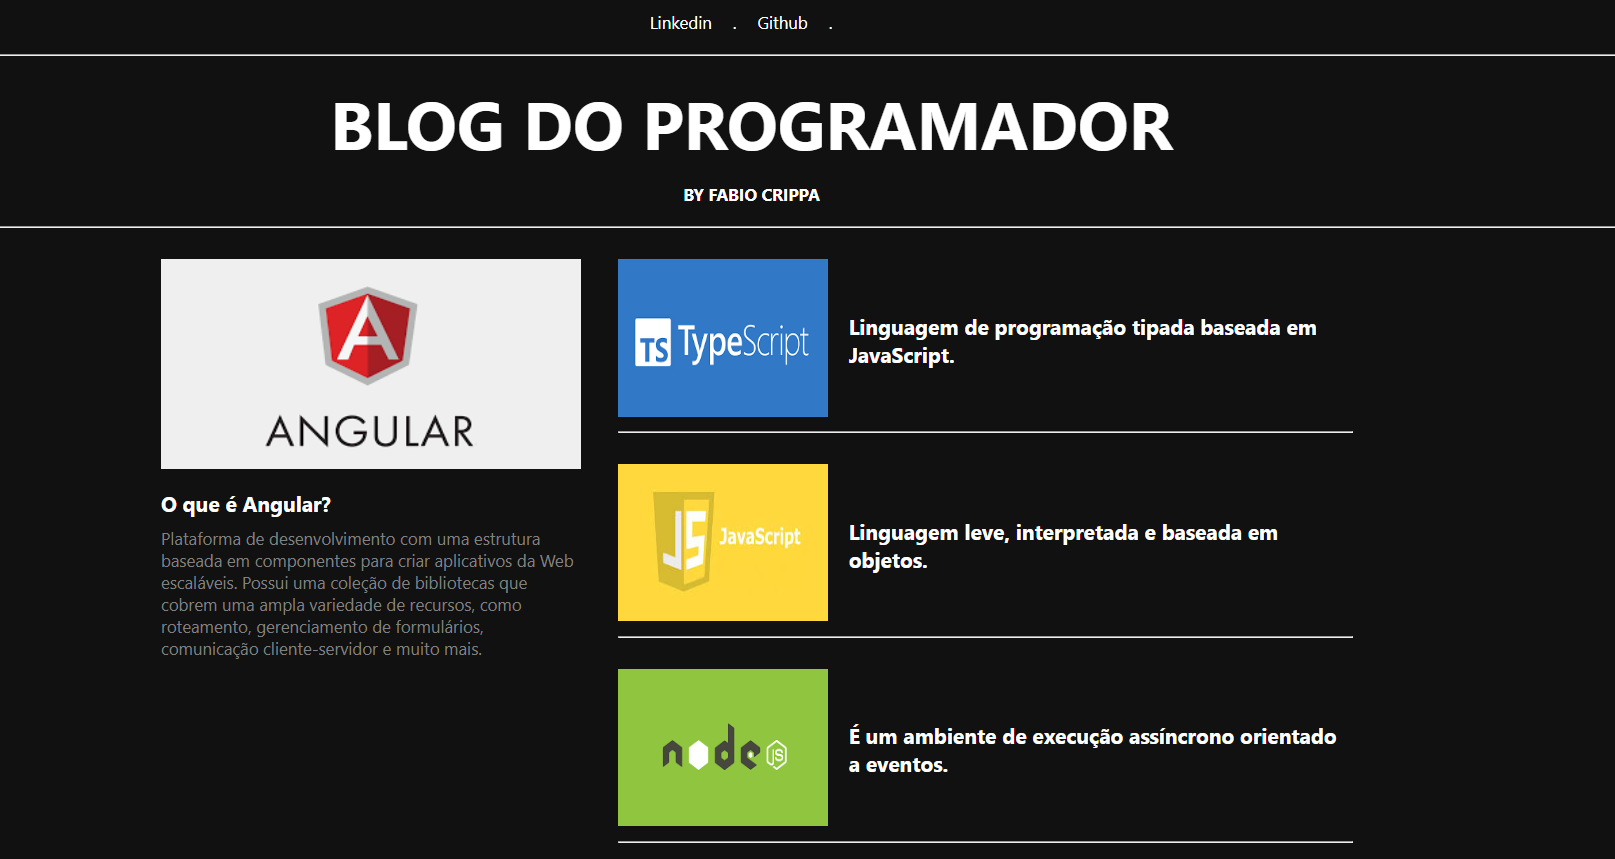 Linkedin . Github .
BLOG DO PROGRAMADOR
BY FABIO CRIPPA
ANGULAR
O que é Angular?
Plataforma de desenvolvimento com uma estrutura
baseada em componentes para criar aplicativos da Web
escaláveis. Possui uma coleção de bibliotecas que
cobrem uma ampla variedade de recursos, como
roteamento, gerenciamento de formulários,
comunicação cliente-servidor e muito mais.
TS TypeScript
Linguagem de programação tipada baseada em
JavaScript.
JS JavaScript
Linguagem leve, interpretada e baseada em
objetos.
node JS
É um ambiente de execução assíncrono orientado
a eventos.